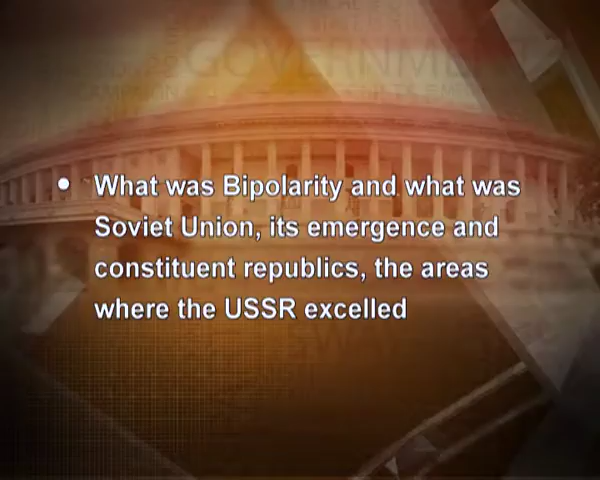 GOVERNMENT
• What was Bipolarity and what was
Soviet Union, its emergence and
constituent republics, the areas
where the USSR excelled